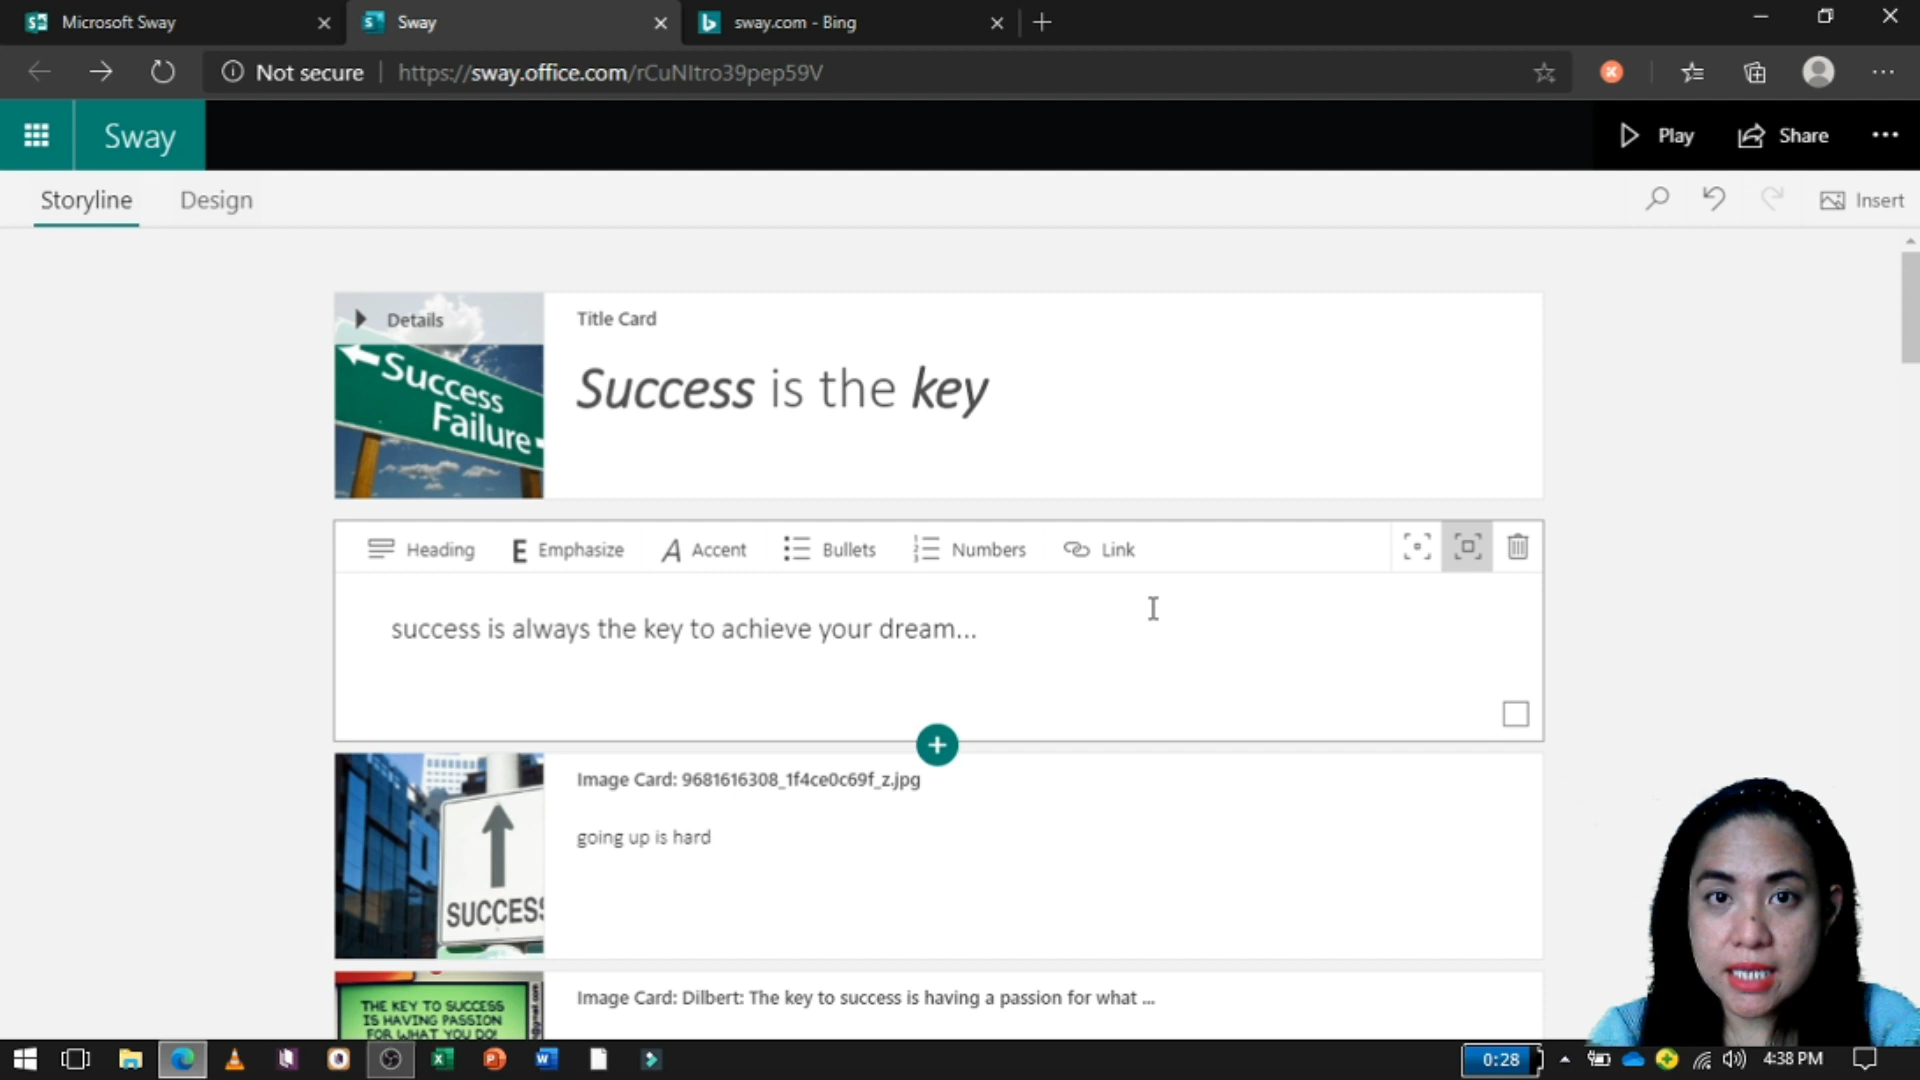 Microsoft Sway
Sway
sway.com - Bing
Not secure
https://sway.office.com/rCuNItro39pep59V
Sway
Play
Share
Storyline
Design
Insert
Details
Success
Failure
Title Card
Success is the key
Heading
E Emphasize
A Accent
Bullets
Numbers
Link
success is always the key to achieve your dream...
SUCCESS
Image Card: 9681616308_1f4ce0c69f_z.jpg
going up is hard
THE KEY TO SUCCESS
IS HAVING PASSION
FOR WHAT YOU DO!
Image Card: Dilbert: The key to success is having a passion for what ...
0:28
4:38 PM